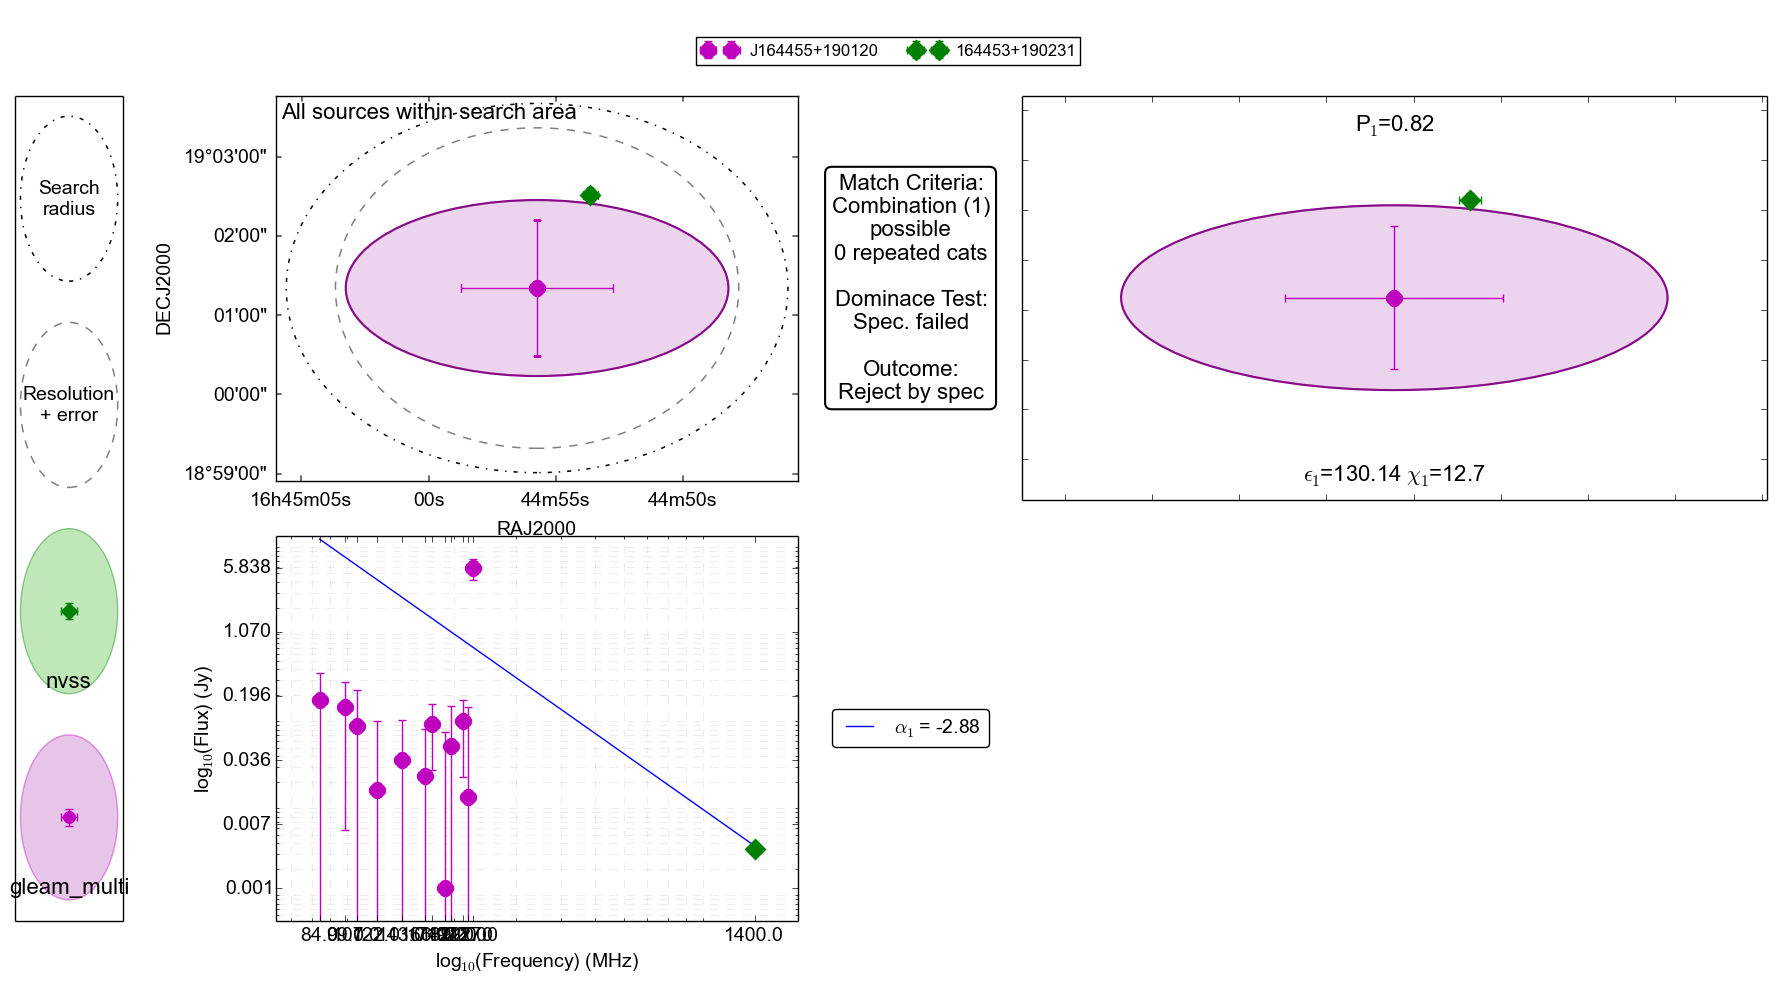 J164455+190120
164453+190231
Search
radius
Resolution
+ error
nvss
gleam_multi
All sources within search area
19°03'00"
02'00"
01'00"
00'00"
18°59'00"
DECJ2000
16h45m05s
00s
44m55s
44m50s
RAJ2000
Match Criteria:
Combination (1)
possible
0 repeated cats
Dominace Test:
Spec. failed
Outcome:
Reject by spec
P₁=0.82
ϵ₁=130.14 χ₁=12.7
5.838
1.070
0.196
0.036
0.007
0.001
log₁₀(Flux) (Jy)
1400.0
log₁₀(Frequency) (MHz)
α₁ = -2.88